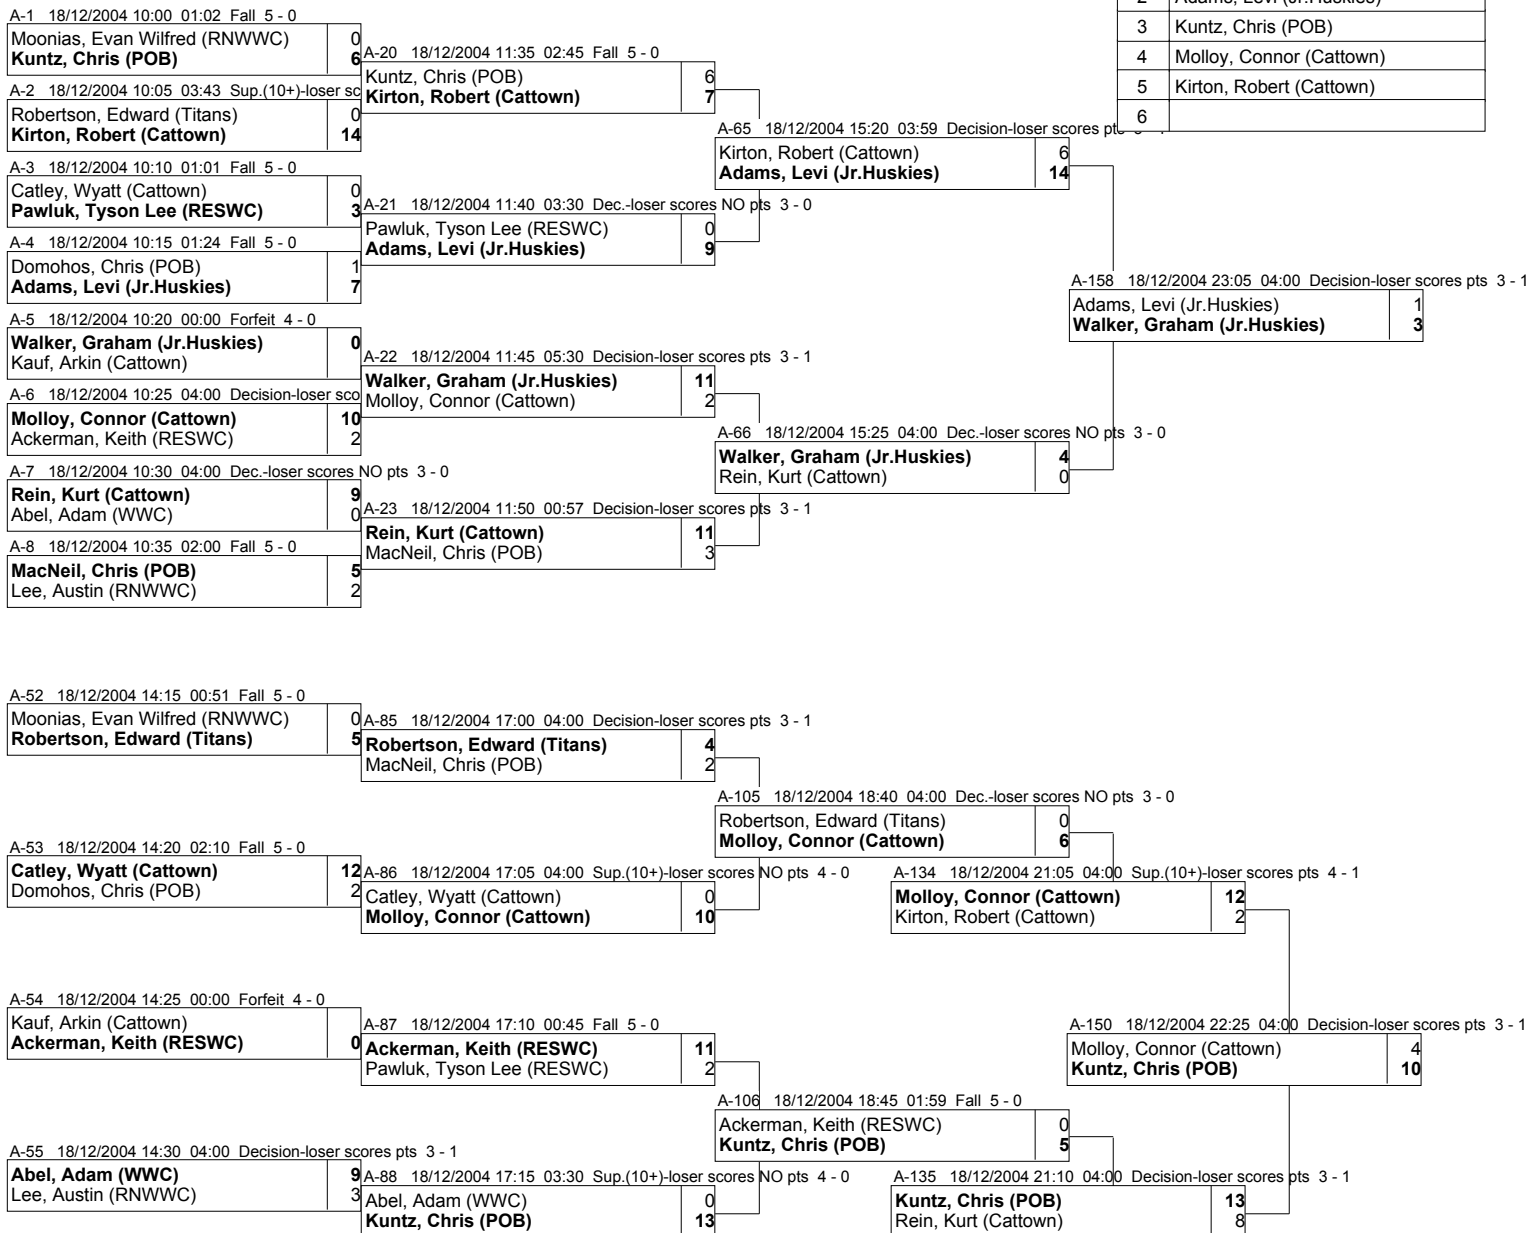 A-1 18/12/2004 10:00 01:02 Fall 5 - 0
Moonias, Evan Wilfred (RNWWC) 0
Kuntz, Chris (POB) 6
A-2 18/12/2004 10:05 03:43 Sup.(10+)-loser sc
Robertson, Edward (Titans) 0
Kirton, Robert (Cattown) 14
A-3 18/12/2004 10:10 01:01 Fall 5 - 0
Catley, Wyatt (Cattown) 0
Pawluk, Tyson Lee (RESWC) 3
A-4 18/12/2004 10:15 01:24 Fall 5 - 0
Domohos, Chris (POB) 1
Adams, Levi (Jr.Huskies) 7
A-5 18/12/2004 10:20 00:00 Forfeit 4 - 0
Walker, Graham (Jr.Huskies) 0
Kauf, Arkin (Cattown)
A-6 18/12/2004 10:25 04:00 Decision-loser sco
Molloy, Connor (Cattown) 10
Ackerman, Keith (RESWC) 2
A-7 18/12/2004 10:30 04:00 Dec.-loser scores NO pts 3 - 0
Rein, Kurt (Cattown) 9
Abel, Adam (WWC) 0
A-8 18/12/2004 10:35 02:00 Fall 5 - 0
MacNeil, Chris (POB) 5
Lee, Austin (RNWWC) 2
A-20 18/12/2004 11:35 02:45 Fall 5 - 0
Kuntz, Chris (POB) 6
Kirton, Robert (Cattown) 7
A-21 18/12/2004 11:40 03:30 Dec.-loser scores NO pts 3 - 0
Pawluk, Tyson Lee (RESWC) 0
Adams, Levi (Jr.Huskies) 9
A-22 18/12/2004 11:45 05:30 Decision-loser scores pts 3 - 1
Walker, Graham (Jr.Huskies) 11
Molloy, Connor (Cattown) 2
A-23 18/12/2004 11:50 00:57 Decision-loser scores pts 3 - 1
Rein, Kurt (Cattown) 11
MacNeil, Chris (POB) 3
A-65 18/12/2004 15:20 03:59 Decision-loser scores pts
Kirton, Robert (Cattown) 6
Adams, Levi (Jr.Huskies) 14
A-66 18/12/2004 15:25 04:00 Dec.-loser scores NO pts 3 - 0
Walker, Graham (Jr.Huskies) 4
Rein, Kurt (Cattown) 0
A-158 18/12/2004 23:05 04:00 Decision-loser scores pts 3 - 1
Adams, Levi (Jr.Huskies) 1
Walker, Graham (Jr.Huskies) 3
2 Adams, Levi (Jr.Huskies)
3 Kuntz, Chris (POB)
4 Molloy, Connor (Cattown)
5 Kirton, Robert (Cattown)
6
A-52 18/12/2004 14:15 00:51 Fall 5 - 0
Moonias, Evan Wilfred (RNWWC) 0
Robertson, Edward (Titans) 5
A-53 18/12/2004 14:20 02:10 Fall 5 - 0
Catley, Wyatt (Cattown) 12
Domohos, Chris (POB) 2
A-54 18/12/2004 14:25 00:00 Forfeit 4 - 0
Kauf, Arkin (Cattown)
Ackerman, Keith (RESWC) 0
A-55 18/12/2004 14:30 04:00 Decision-loser scores pts 3 - 1
Abel, Adam (WWC) 9
Lee, Austin (RNWWC) 3
A-85 18/12/2004 17:00 04:00 Decision-loser scores pts 3 - 1
Robertson, Edward (Titans) 4
MacNeil, Chris (POB) 2
A-86 18/12/2004 17:05 04:00 Sup.(10+)-loser scores NO pts 4 - 0
Catley, Wyatt (Cattown) 0
Molloy, Connor (Cattown) 10
A-87 18/12/2004 17:10 00:45 Fall 5 - 0
Ackerman, Keith (RESWC) 11
Pawluk, Tyson Lee (RESWC) 2
A-88 18/12/2004 17:15 03:30 Sup.(10+)-loser scores NO pts 4 - 0
Abel, Adam (WWC) 0
Kuntz, Chris (POB) 13
A-105 18/12/2004 18:40 04:00 Dec.-loser scores NO pts 3 - 0
Robertson, Edward (Titans) 0
Molloy, Connor (Cattown) 6
A-106 18/12/2004 18:45 01:59 Fall 5 - 0
Ackerman, Keith (RESWC) 0
Kuntz, Chris (POB) 5
A-134 18/12/2004 21:05 04:00 Sup.(10+)-loser scores pts 4 - 1
Molloy, Connor (Cattown) 12
Kirton, Robert (Cattown) 2
A-135 18/12/2004 21:10 04:00 Decision-loser scores pts 3 - 1
Kuntz, Chris (POB) 13
Rein, Kurt (Cattown) 8
A-150 18/12/2004 22:25 04:00 Decision-loser scores pts 3 - 1
Molloy, Connor (Cattown) 4
Kuntz, Chris (POB) 10